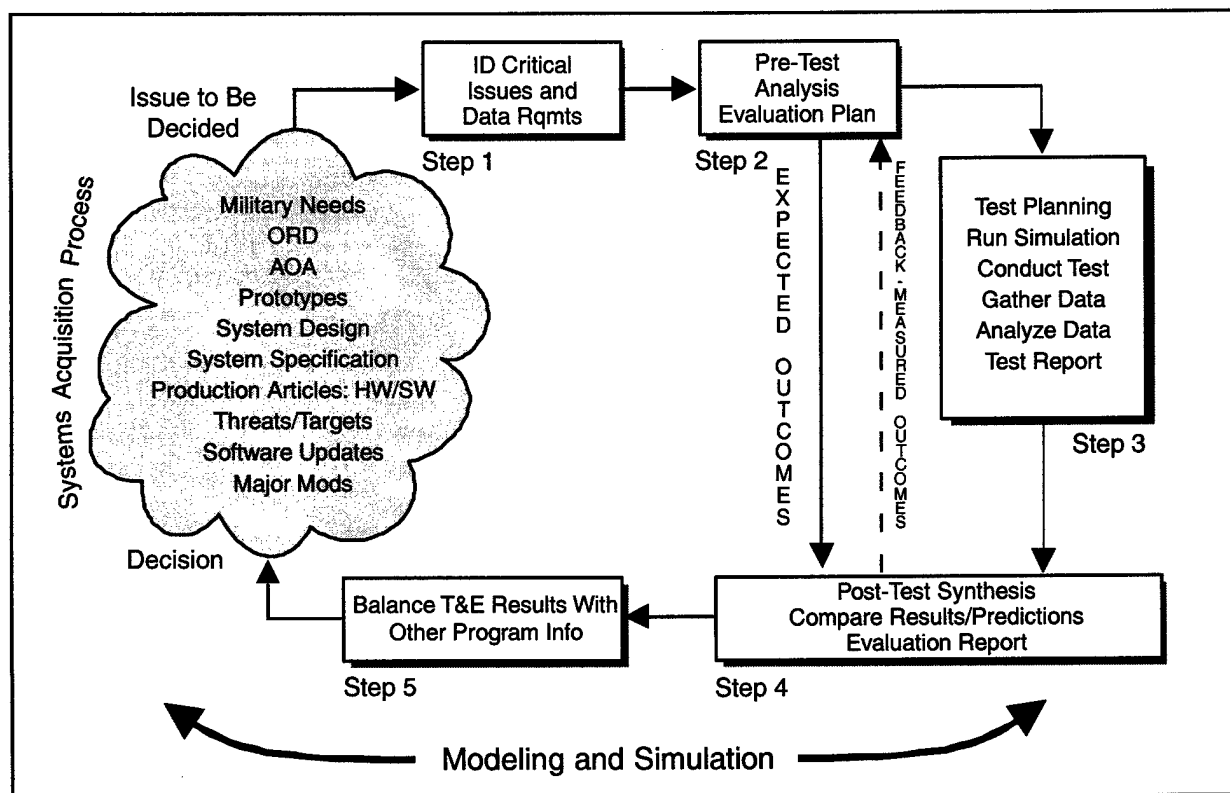 Issue to Be
Decided
Systems Acquisition Process
Military Needs
ORD
AOA
Prototypes
System Design
System Specification
Production Articles: HW/SW
Threats/Targets
Software Updates
Major Mods
Decision
ID Critical
Issues and
Data Rqmts
Step 1
Pre-Test
Analysis
Evaluation Plan
Step 2
EXPECTED OUTCOMES
FEEDBACK-MEASURED OUTCOMES
Test Planning
Run Simulation
Conduct Test
Gather Data
Analyze Data
Test Report
Step 3
Post-Test Synthesis
Compare Results/Predictions
Evaluation Report
Step 4
Balance T&E Results With
Other Program Info
Step 5
Modeling and Simulation